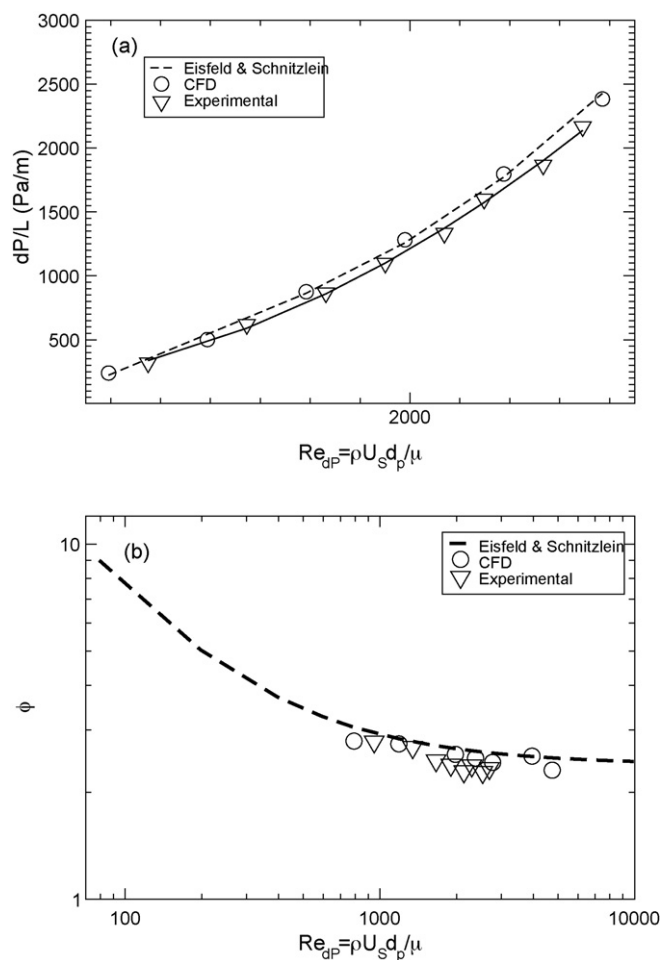 3000
(a)
Eisfeld & Schnitzlein
CFD
Experimental
2500
2000
1500
1000
500
dP/L (Pa/m)
2000
Re_dP=ρU_Sd_p/μ
10
(b)
Eisfeld & Schnitzlein
CFD
Experimental
ϕ
1
100
1000
10000
Re_dP=ρU_Sd_p/μ